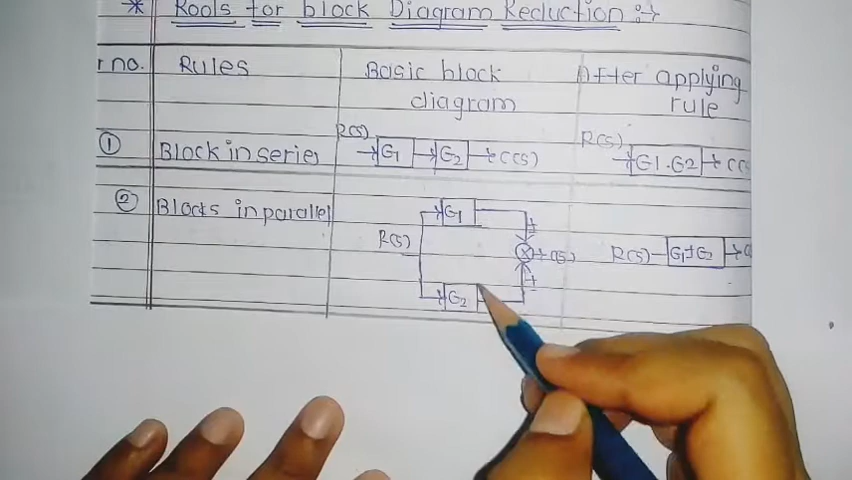 * Rools for block Diagram Reduction :→
r no. Rules Basic block diagram After applying rule
① Block in series R(s) G1 G2 C(s) R(s) G1.G2 C(s
② Blocks in parallel R(s) G1 G2 ± ± C(s) R(s) G1±G2 C